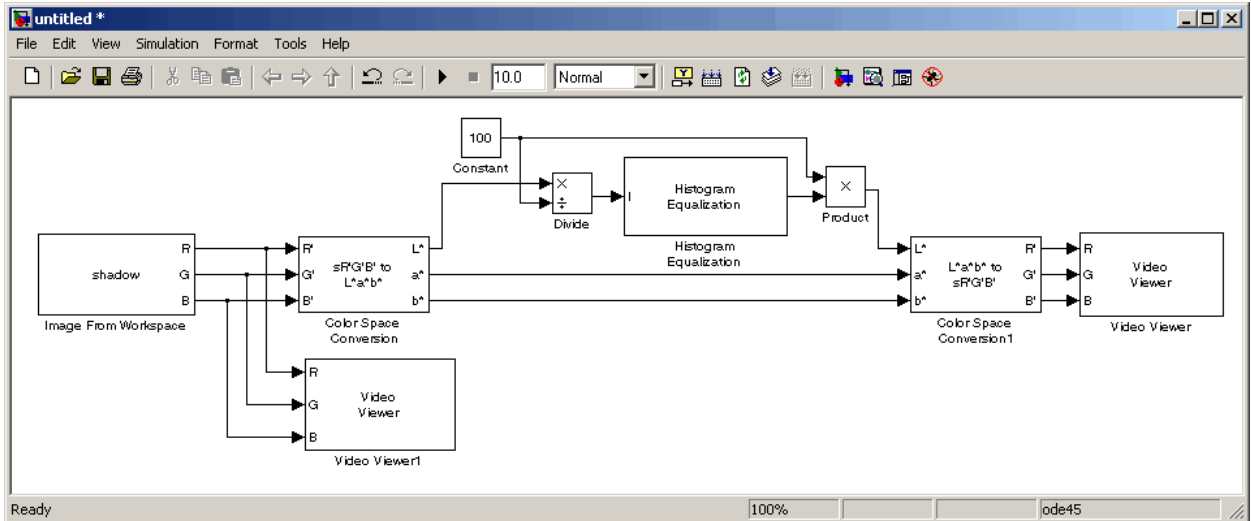 untitled *
File Edit View Simulation Format Tools Help
10.0 Normal
100
Constant
×
÷
Divide
I
Histogram
Equalization
Histogram
Equalization
×
Product
shadow
R
G
B
Image From Workspace
R'
G'
B'
sR'G'B' to
L*a*b*
L*
a*
b*
Color Space
Conversion
L*
a*
b*
L*a*b* to
sR'G'B'
R'
G'
B'
Color Space
Conversion1
R
G
B
Video
Viewer
Video Viewer
R
G
B
Video
Viewer
Video Viewer1
Ready 100% ode45